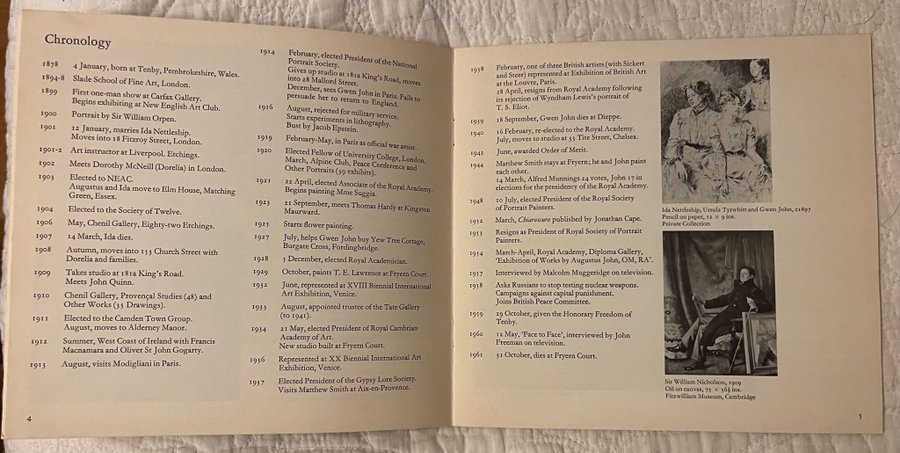 Chronology
1878 4 January, born at Tenby, Pembrokeshire, Wales.
1894-8 Slade School of Fine Art, London.
1899 First one-man show at Carfax Gallery.
Begins exhibiting at New English Art Club.
1900 Portrait by Sir William Orpen.
1901 12 January, marries Ida Nettleship.
Moves into 18 Fitzroy Street, London.
1901-2 Art instructor at Liverpool. Etchings.
1902 Meets Dorothy McNeill (Dorelia) in London.
1903 Elected to NEAC.
Augustus and Ida move to Elm House, Matching
Green, Essex.
1904 Elected to the Society of Twelve.
1906 May, Chenil Gallery, Eighty-two Etchings.
1907 14 March, Ida dies.
1908 Autumn, moves into 153 Church Street with
Dorelia and families.
1909 Takes studio at 181A King's Road.
Meets John Quinn.
1910 Chenil Gallery, Provençal Studies (48) and
Other Works (55 Drawings).
1911 Elected to the Camden Town Group.
August, moves to Alderney Manor.
1912 Summer, West Coast of Ireland with Francis
Macnamara and Oliver St John Gogarty.
1913 August, visits Modigliani in Paris.
4
1914 February, elected President of the National
Portrait Society.
Gives up studio at 181A King's Road, moves
into 28 Mallord Street.
December, sees Gwen John in Paris. Fails to
persuade her to return to England.
1916 August, rejected for military service.
Starts experiments in lithography.
Bust by Jacob Epstein.
1919 February-May, in Paris as official war artist.
1920 Elected Fellow of University College, London.
March, Alpine Club, Peace Conference and
Other Portraits (39 exhibits).
1921 22 April, elected Associate of the Royal Academy.
Begins painting Mme Suggia.
1923 21 September, meets Thomas Hardy at Kingston
Maurward.
1925 Starts flower painting.
1927 July, helps Gwen John buy Yew Tree Cottage,
Burgate Cross, Fordingbridge.
1928 5 December, elected Royal Academician.
1929 October, paints T. E. Lawrence at Fryern Court.
1932 June, represented at XVIII Biennial International
Art Exhibition, Venice.
1933 August, appointed trustee of the Tate Gallery
(to 1941).
1934 21 May, elected President of Royal Cambrian
Academy of Art.
New studio built at Fryern Court.
1936 Represented at XX Biennial International Art
Exhibition, Venice.
1937 Elected President of the Gypsy Lore Society.
Visits Matthew Smith at Aix-en-Provence.
1938 February, one of three British artists (with Sickert
and Steer) represented at Exhibition of British Art
at the Louvre, Paris.
28 April, resigns from Royal Academy following
its rejection of Wyndham Lewis's portrait of
T. S. Eliot.
1939 18 September, Gwen John dies at Dieppe.
1940 16 February, re-elected to the Royal Academy.
July, moves to studio at 33 Tite Street, Chelsea.
1942 June, awarded Order of Merit.
1944 Matthew Smith stays at Fryern; he and John paint
each other.
24 March, Alfred Munnings 24 votes, John 17 in
elections for the presidency of the Royal Academy.
1948 10 July, elected President of the Royal Society
of Portrait Painters.
1952 March, Chiaroscuro published by Jonathan Cape.
1953 Resigns as President of Royal Society of Portrait
Painters.
1954 March-April, Royal Academy, Diploma Gallery,
'Exhibition of Works by Augustus John, OM, RA'.
1957 Interviewed by Malcolm Muggeridge on television.
1958 Asks Russians to stop testing nuclear weapons.
Campaigns against capital punishment.
Joins British Peace Committee.
1959 29 October, given the Honorary Freedom of
Tenby.
1960 12 May, 'Face to Face', interviewed by John
Freeman on television.
1961 31 October, dies at Fryern Court.
Ida Nettleship, Ursula Tyrwhitt and Gwen John, c1897
Pencil on paper, 12 × 9 ins.
Private Collection
Sir William Nicholson, 1909
Oil on canvas, 75 × 56½ ins.
Fitzwilliam Museum, Cambridge
5